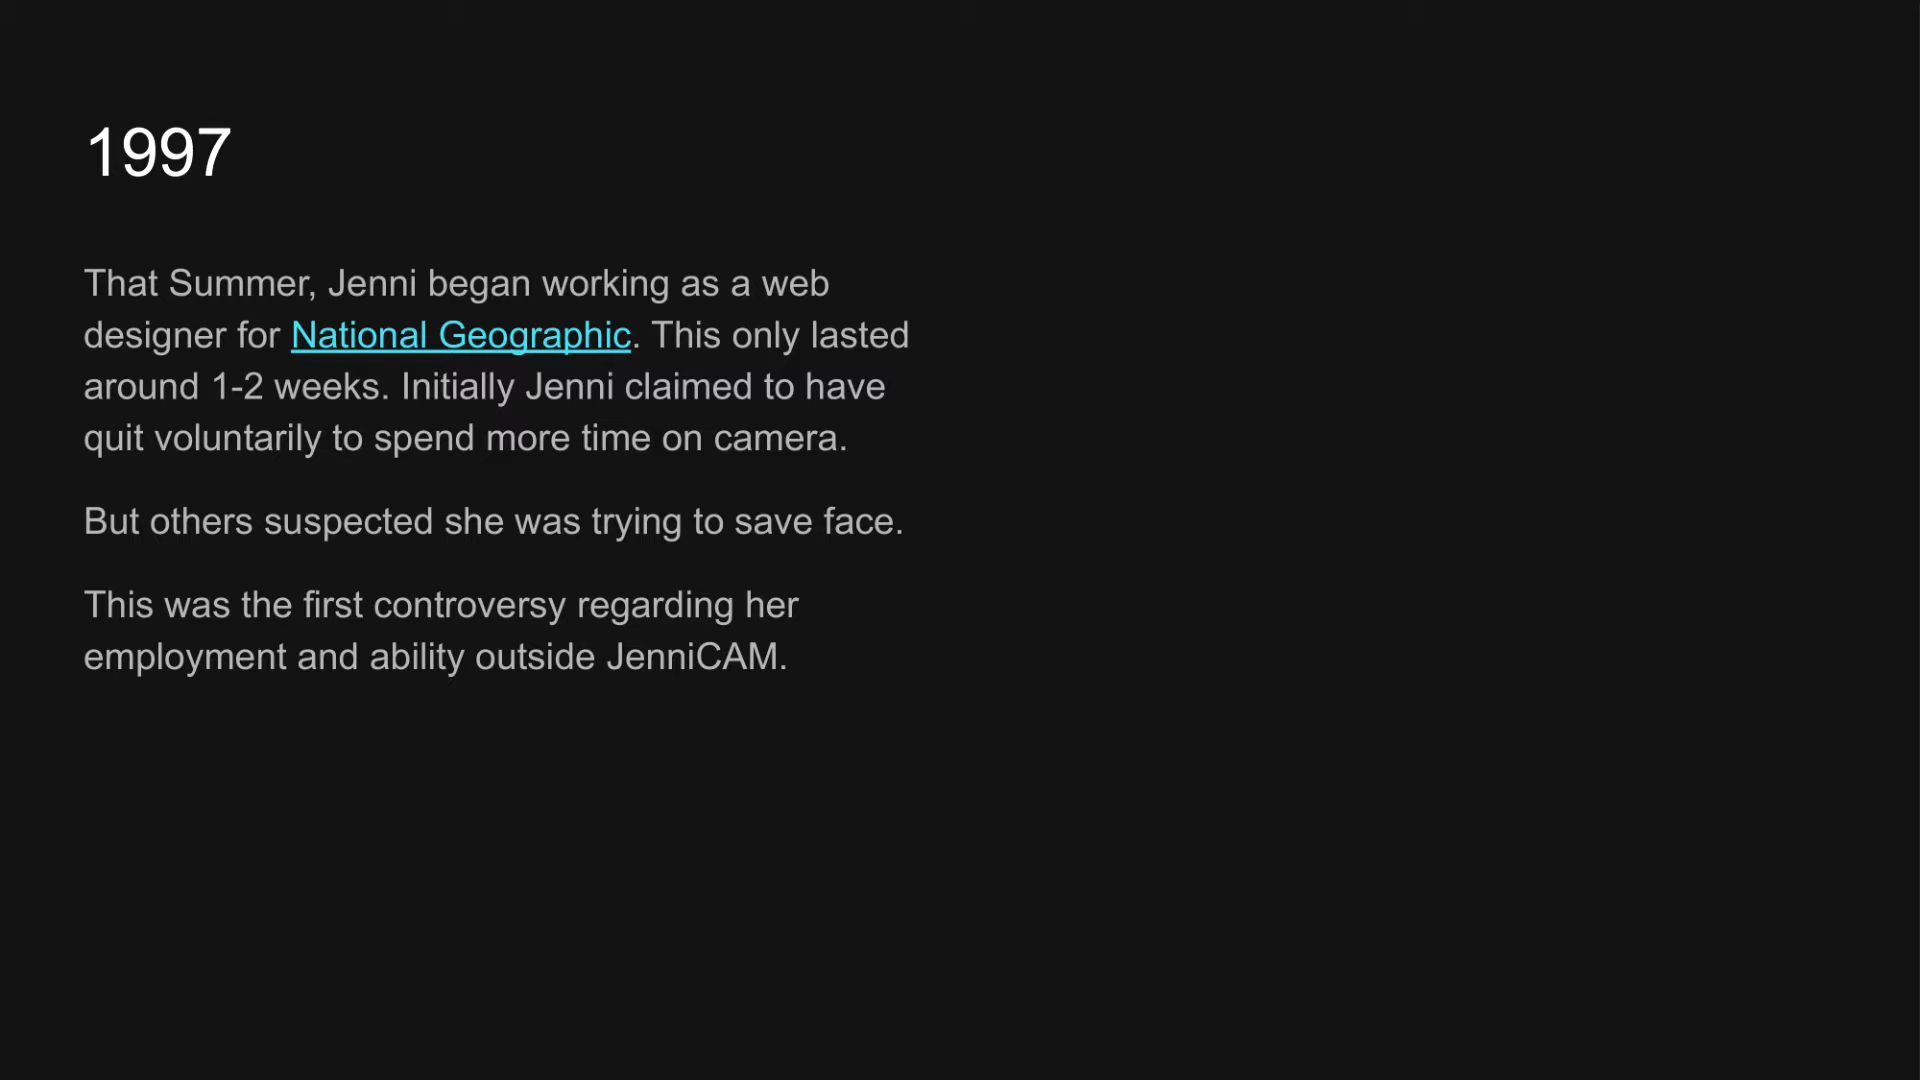 1997
That Summer, Jenni began working as a web
designer for National Geographic. This only lasted
around 1-2 weeks. Initially Jenni claimed to have
quit voluntarily to spend more time on camera.
But others suspected she was trying to save face.
This was the first controversy regarding her
employment and ability outside JenniCAM.